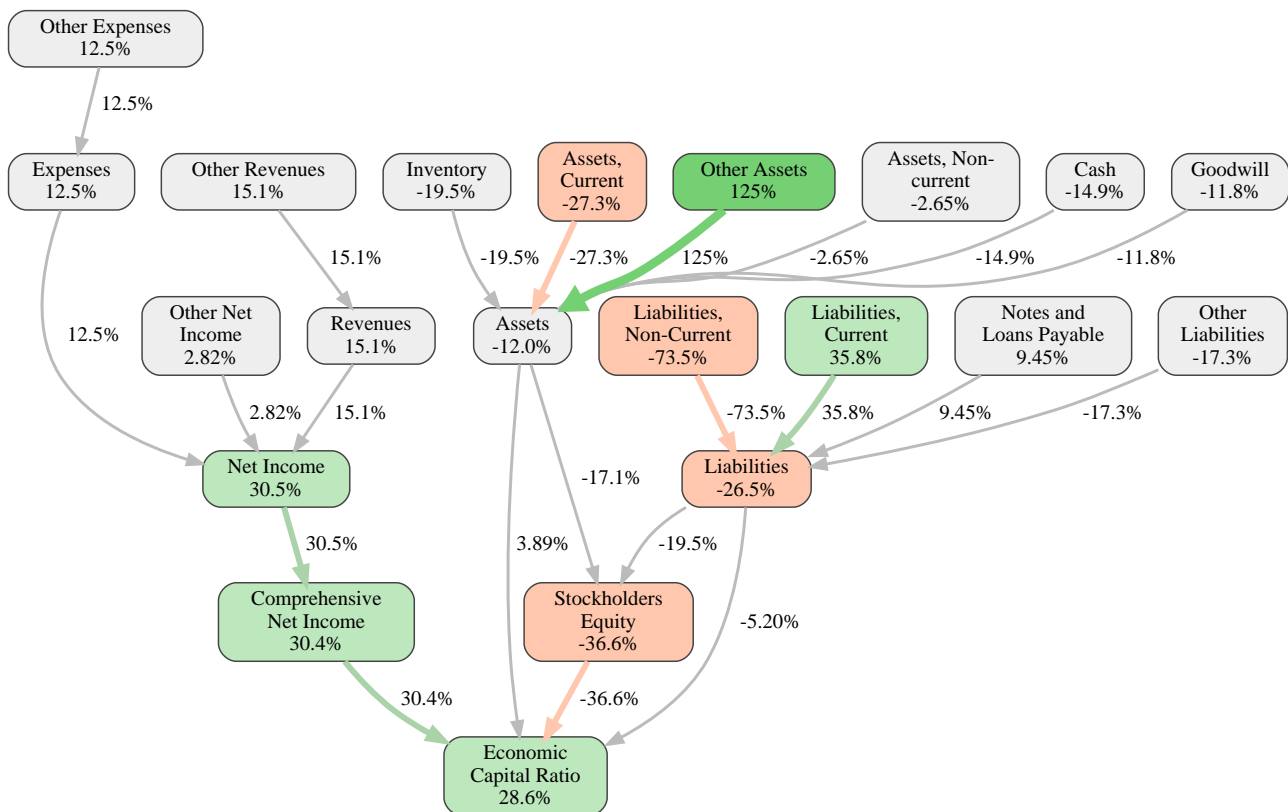 Other Expenses
12.5%
12.5%
Expenses
12.5%
Other Revenues
15.1%
Inventory
-19.5%
Assets,
Current
-27.3%
Other Assets
125%
Assets, Non-
current
-2.65%
Cash
-14.9%
Goodwill
-11.8%
15.1%
-19.5%
-27.3%
125%
-2.65%
-14.9%
-11.8%
12.5%
Other Net
Income
2.82%
Revenues
15.1%
Assets
-12.0%
Liabilities,
Non-Current
-73.5%
Liabilities,
Current
35.8%
Notes and
Loans Payable
9.45%
Other
Liabilities
-17.3%
2.82%
15.1%
-73.5%
35.8%
9.45%
-17.3%
Net Income
30.5%
-17.1%
Liabilities
-26.5%
30.5%
3.89%
-19.5%
Comprehensive
Net Income
30.4%
Stockholders
Equity
-36.6%
-5.20%
30.4%
-36.6%
Economic
Capital Ratio
28.6%